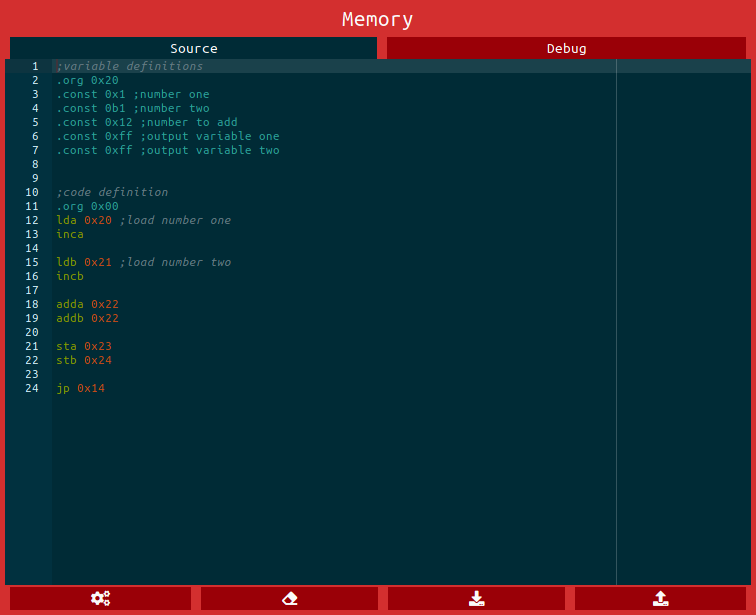 Memory
Source Debug
1 ;variable definitions
2 .org 0x20
3 .const 0x1 ;number one
4 .const 0b1 ;number two
5 .const 0x12 ;number to add
6 .const 0xff ;output variable one
7 .const 0xff ;output variable two
8
9
10 ;code definition
11 .org 0x00
12 lda 0x20 ;load number one
13 inca
14
15 ldb 0x21 ;load number two
16 incb
17
18 adda 0x22
19 addb 0x22
20
21 sta 0x23
22 stb 0x24
23
24 jp 0x14